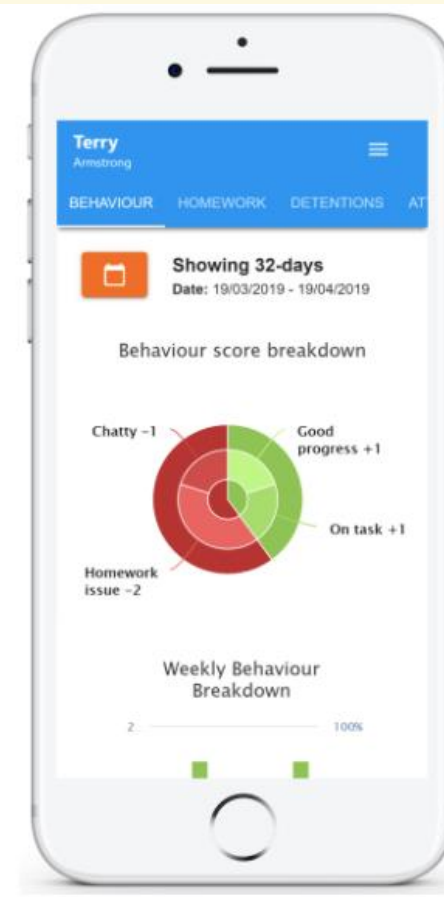 Terry
Armstrong
BEHAVIOUR HOMEWORK DETENTIONS AT
Showing 32-days
Date: 19/03/2019 - 19/04/2019
Behaviour score breakdown
Chatty -1
Good
progress +1
On task +1
Homework
issue -2
Weekly Behaviour
Breakdown
2.. 100%